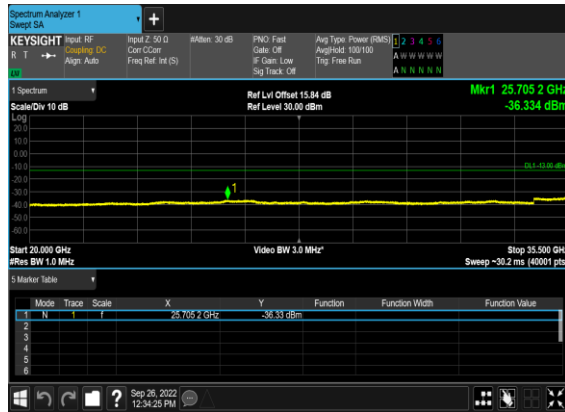 Spectrum Analyzer 1
Swept SA
+
KEYSIGHT Input: RF Input Z: 50 Ω #Atten: 30 dB PNO: Fast Avg Type: Power (RMS) 1 2 3 4 5 6
R T Coupling: DC Corr CCorr Gate: Off Avg|Hold: 100/100 A W W W W W
Align: Auto Freq Ref: Int (S) IF Gain: Low Trig: Free Run
LU Sig Track: Off A N N N N N
1 Spectrum Ref Lvl Offset 15.84 dB Mkr1 25.705 2 GHz
Scale/Div 10 dB Ref Level 30.00 dBm -36.334 dBm
Log
20.0
10.0
0.00
-10.0 DL1 -13.00 dBm
-20.0
-30.0 1
-40.0
-50.0
-60.0
Start 20.000 GHz Video BW 3.0 MHz* Stop 35.500 GHz
#Res BW 1.0 MHz Sweep ~30.2 ms (40001 pts)
5 Marker Table
Mode Trace Scale X Y Function Function Width Function Value
1 N 1 f 25.705 2 GHz -36.33 dBm
2
3
4
5
6
? Sep 26, 2022
12:34:25 PM